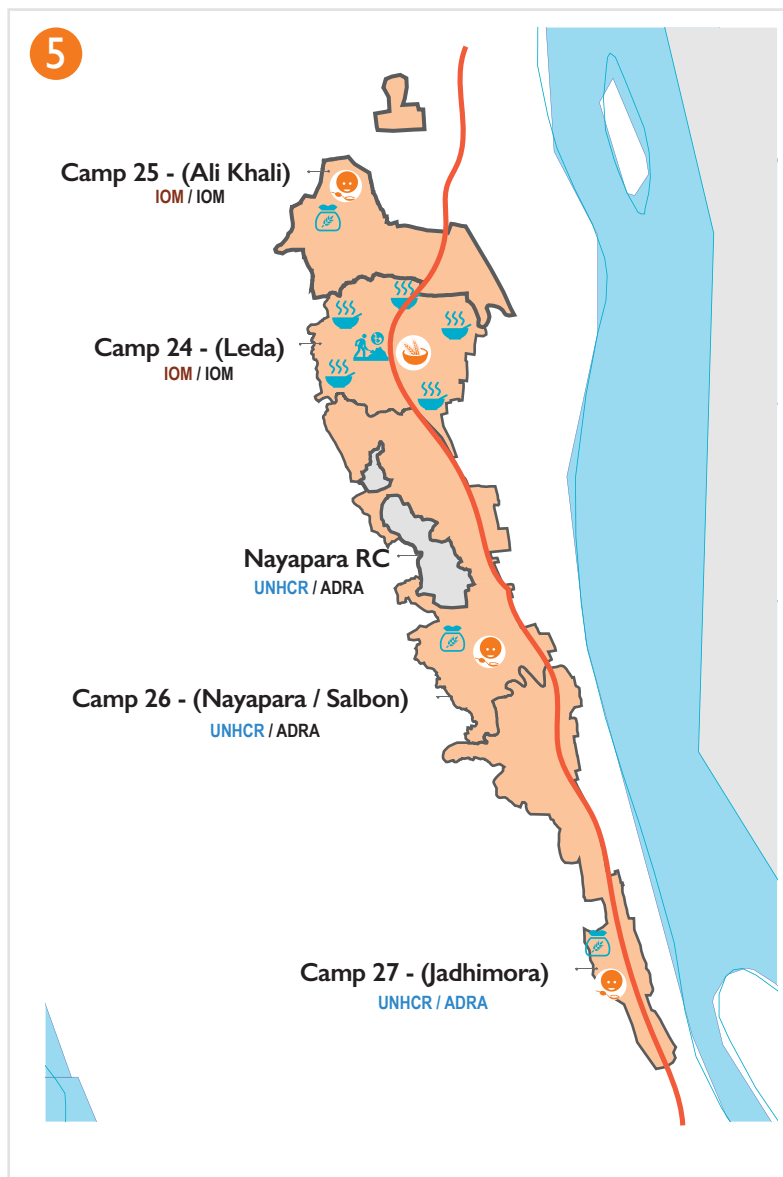 5
Camp 25 - (Ali Khali)
IOM / IOM
Camp 24 - (Leda)
IOM / IOM
Nayapara RC
UNHCR / ADRA
Camp 26 - (Nayapara / Salbon)
UNHCR / ADRA
Camp 27 - (Jadhimora)
UNHCR / ADRA